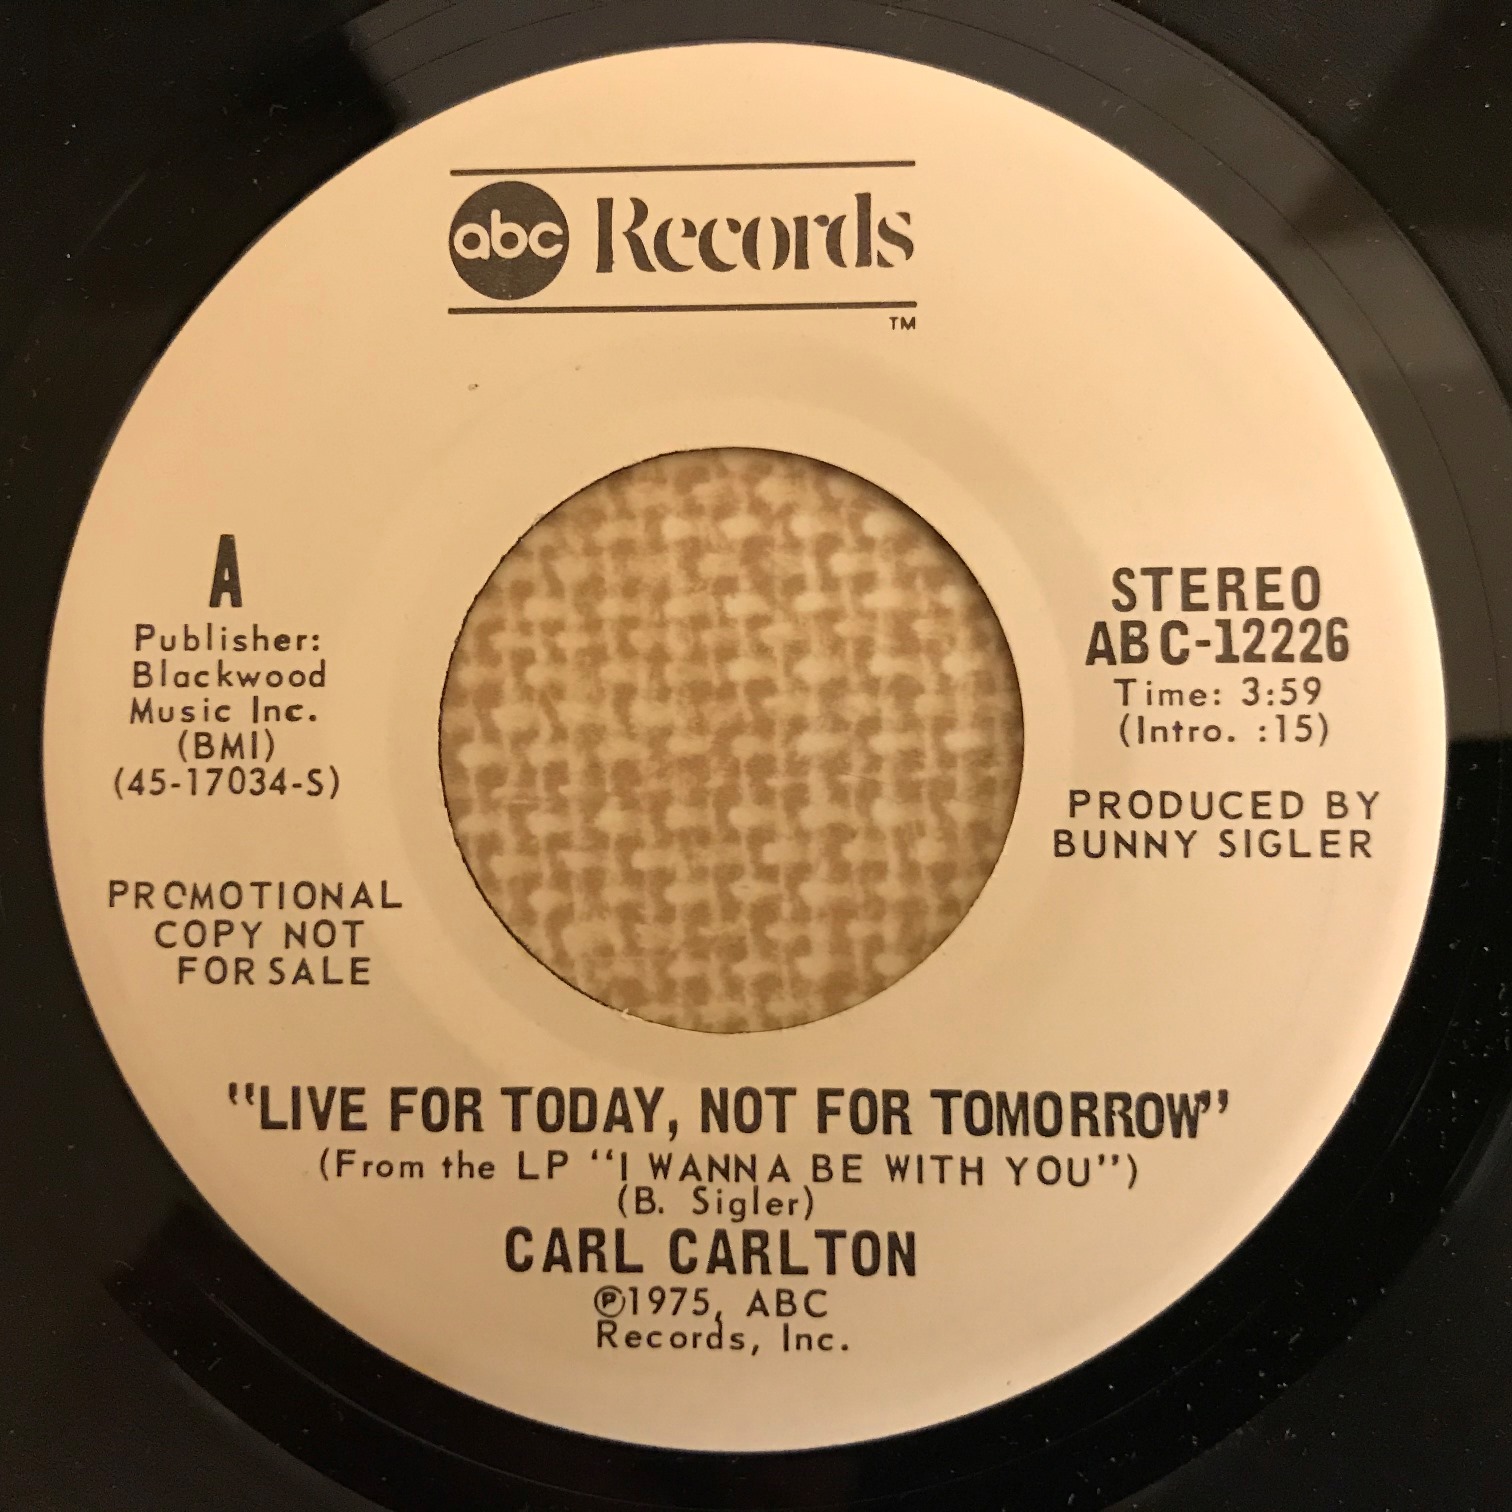 abc Records
TM
A
Publisher:
Blackwood
Music Inc.
(BMI)
(45-17034-S)
PROMOTIONAL
COPY NOT
FOR SALE
STEREO
ABC-12226
Time: 3:59
(Intro. :15)
PRODUCED BY
BUNNY SIGLER
"LIVE FOR TODAY, NOT FOR TOMORROW"
(From the LP "I WANNA BE WITH YOU")
(B. Sigler)
CARL CARLTON
℗1975, ABC
Records, Inc.